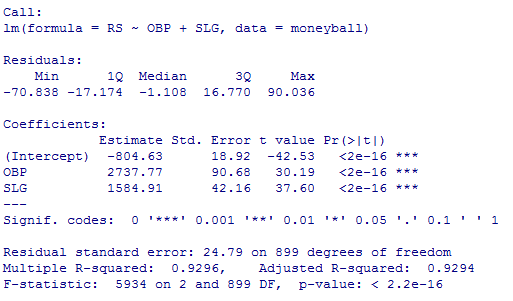 Call:
lm(formula = RS ~ OBP + SLG, data = moneyball)
Residuals:
Min 1Q Median 3Q Max
-70.838 -17.174 -1.108 16.770 90.036
Coefficients:
Estimate Std. Error t value Pr(>|t|)
(Intercept) -804.63 18.92 -42.53 <2e-16 ***
OBP 2737.77 90.68 30.19 <2e-16 ***
SLG 1584.91 42.16 37.60 <2e-16 ***
---
Signif. codes: 0 '***' 0.001 '**' 0.01 '*' 0.05 '.' 0.1 ' ' 1
Residual standard error: 24.79 on 899 degrees of freedom
Multiple R-squared: 0.9296, Adjusted R-squared: 0.9294
F-statistic: 5934 on 2 and 899 DF, p-value: < 2.2e-16